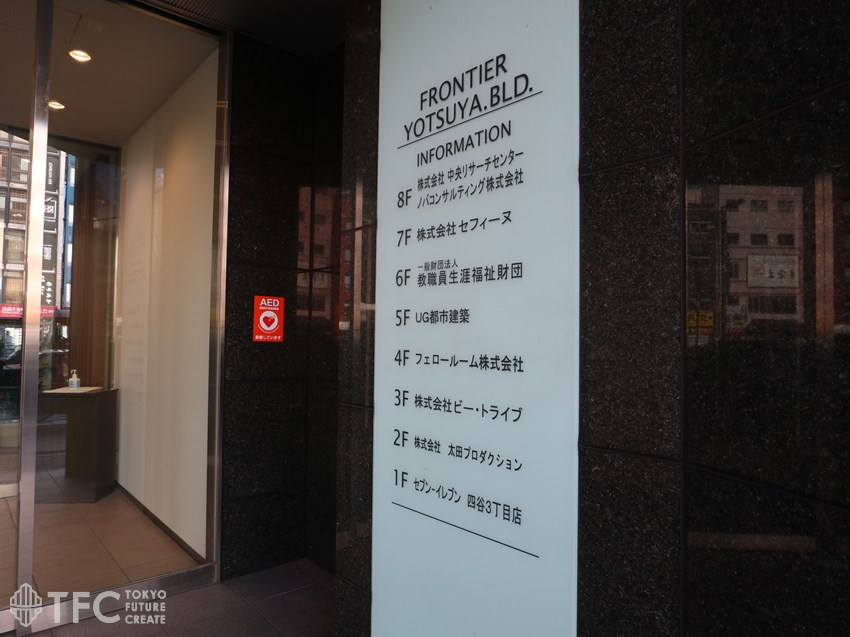 FRONTIER
YOTSUYA.BLD.
INFORMATION
8F 株式会社 中央リサーチセンター
ノバコンサルティング株式会社
7F 株式会社 セフィーヌ
6F 一般財団法人
教職員生涯福祉財団
5F UG都市建築
4F フェロールーム株式会社
3F 株式会社 ビー・トライブ
2F 株式会社 太田プロダクション
1F セブン-イレブン 四谷3丁目店
AED
TFC TOKYO
FUTURE
CREATE